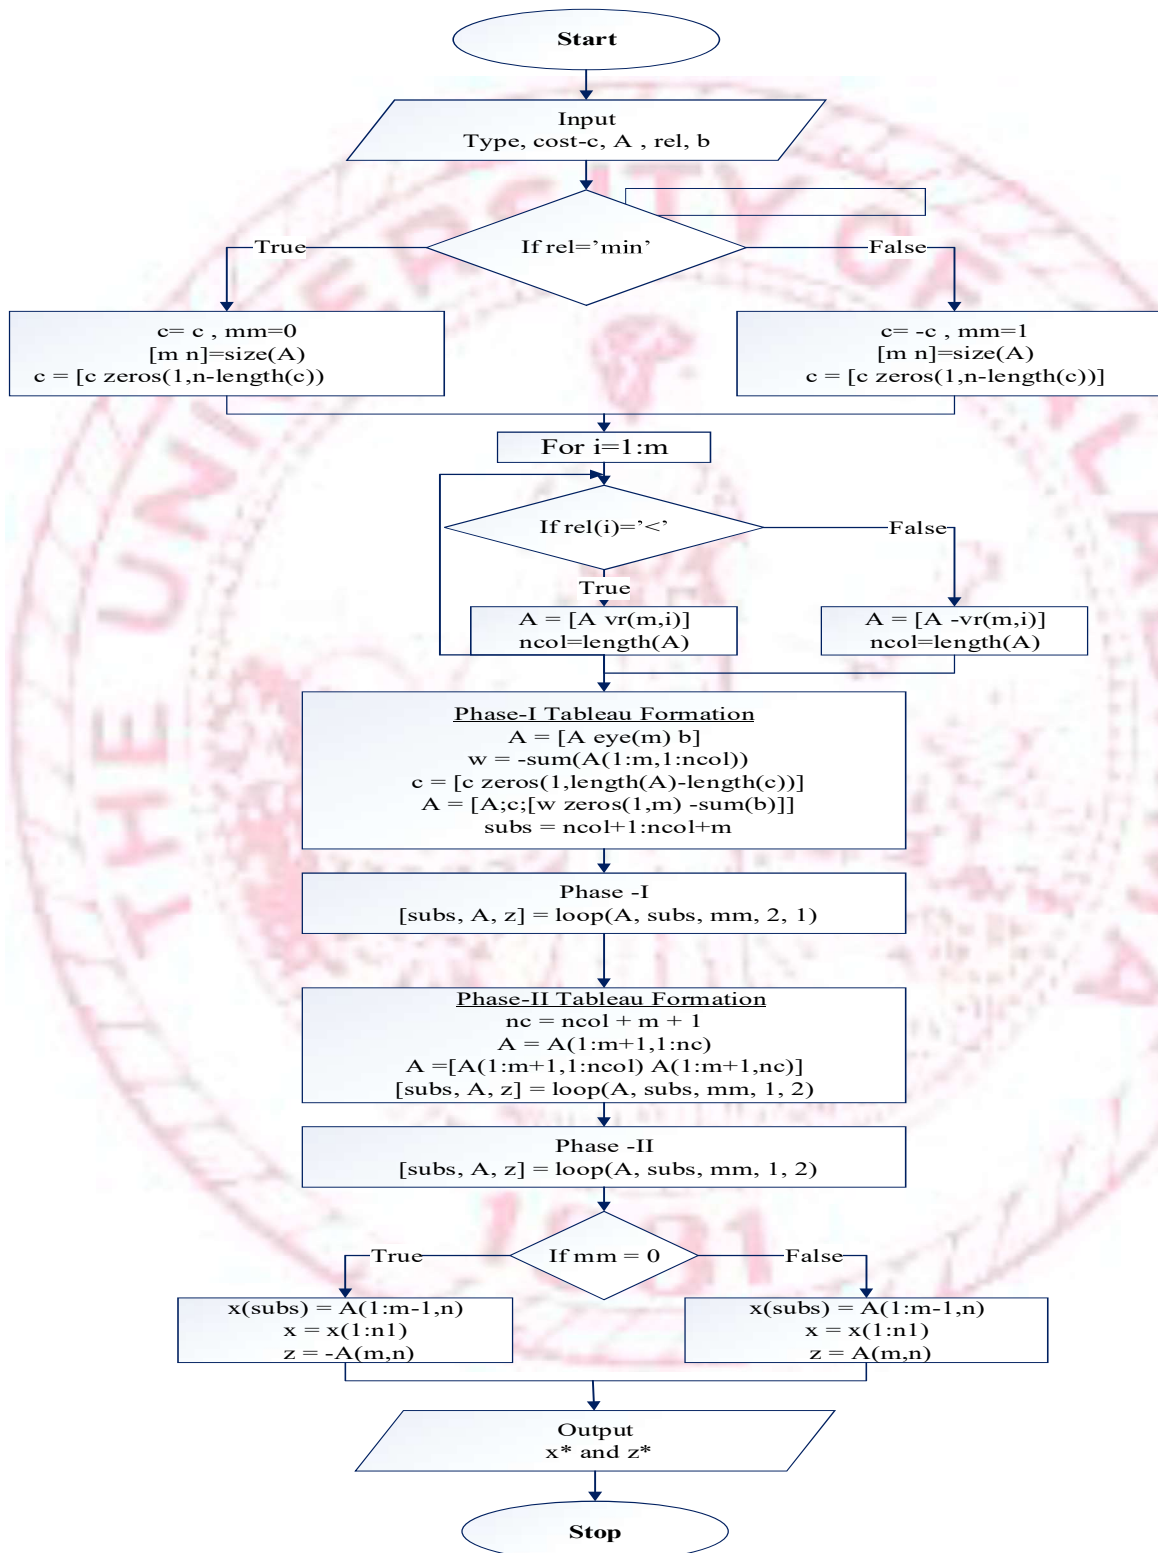 Start
Input
Type, cost-c, A , rel, b
If rel='min'
True
False
c= c , mm=0
[m n]=size(A)
c = [c zeros(1,n-length(c))
c= -c , mm=1
[m n]=size(A)
c = [c zeros(1,n-length(c))]
For i=1:m
If rel(i)='<'
False
True
A = [A vr(m,i)]
ncol=length(A)
A = [A -vr(m,i)]
ncol=length(A)
Phase-I Tableau Formation
A = [A eye(m) b]
w = -sum(A(1:m,1:ncol))
c = [c zeros(1,length(A)-length(c))]
A = [A;c;[w zeros(1,m) -sum(b)]]
subs = ncol+1:ncol+m
Phase -I
[subs, A, z] = loop(A, subs, mm, 2, 1)
Phase-II Tableau Formation
nc = ncol + m + 1
A = A(1:m+1,1:nc)
A =[A(1:m+1,1:ncol) A(1:m+1,nc)]
[subs, A, z] = loop(A, subs, mm, 1, 2)
Phase -II
[subs, A, z] = loop(A, subs, mm, 1, 2)
If mm = 0
True
False
x(subs) = A(1:m-1,n)
x = x(1:n1)
z = -A(m,n)
x(subs) = A(1:m-1,n)
x = x(1:n1)
z = A(m,n)
Output
x* and z*
Stop
THE UNIVERSITY OF
1901